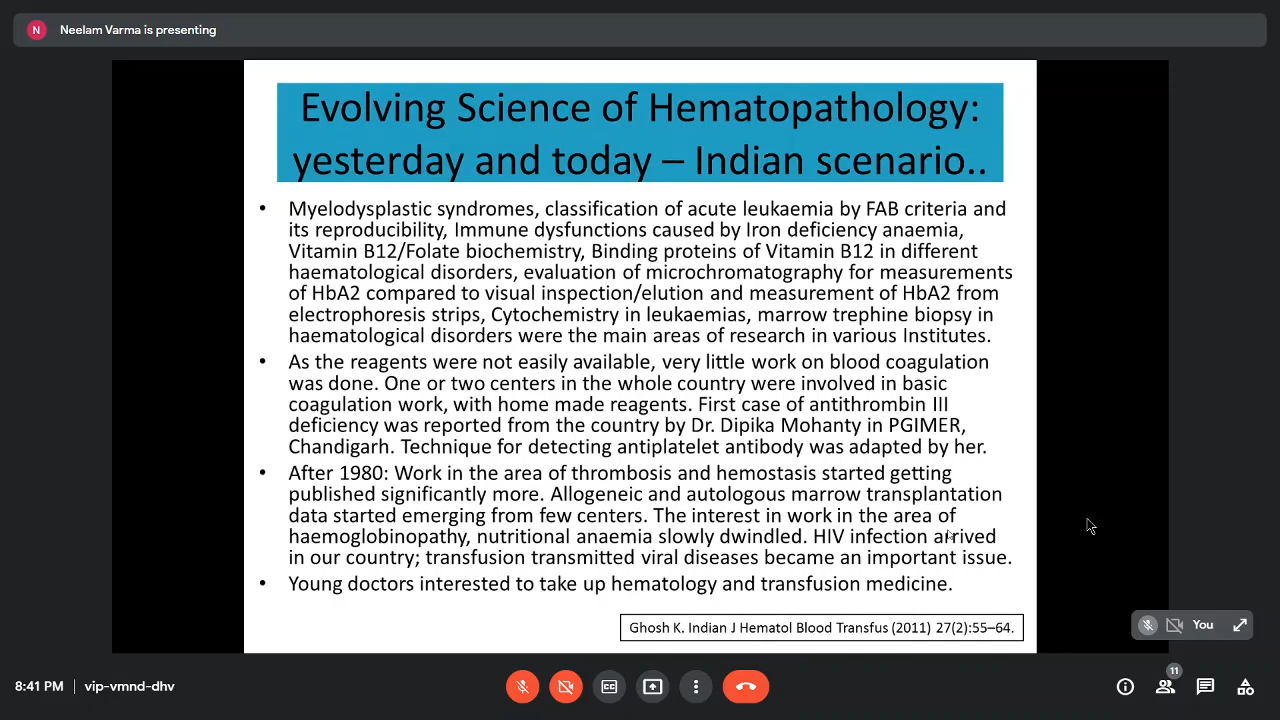 N Neelam Varma is presenting
Evolving Science of Hematopathology:
yesterday and today – Indian scenario..
• Myelodysplastic syndromes, classification of acute leukaemia by FAB criteria and
its reproducibility, Immune dysfunctions caused by Iron deficiency anaemia,
Vitamin B12/Folate biochemistry, Binding proteins of Vitamin B12 in different
haematological disorders, evaluation of microchromatography for measurements
of HbA2 compared to visual inspection/elution and measurement of HbA2 from
electrophoresis strips, Cytochemistry in leukaemias, marrow trephine biopsy in
haematological disorders were the main areas of research in various Institutes.
• As the reagents were not easily available, very little work on blood coagulation
was done. One or two centers in the whole country were involved in basic
coagulation work, with home made reagents. First case of antithrombin III
deficiency was reported from the country by Dr. Dipika Mohanty in PGIMER,
Chandigarh. Technique for detecting antiplatelet antibody was adapted by her.
• After 1980: Work in the area of thrombosis and hemostasis started getting
published significantly more. Allogeneic and autologous marrow transplantation
data started emerging from few centers. The interest in work in the area of
haemoglobinopathy, nutritional anaemia slowly dwindled. HIV infection arrived
in our country; transfusion transmitted viral diseases became an important issue.
• Young doctors interested to take up hematology and transfusion medicine.
Ghosh K. Indian J Hematol Blood Transfus (2011) 27(2):55–64.
You
8:41 PM | vip-vmnd-dhv
CC
11